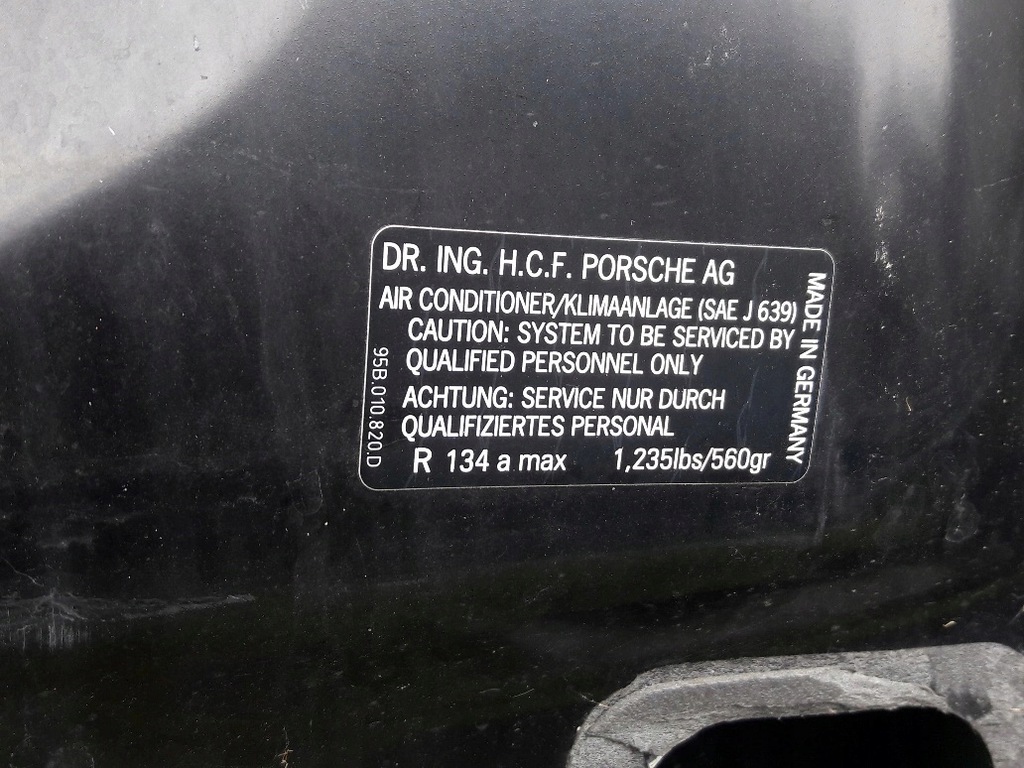 DR. ING. H.C.F. PORSCHE AG
AIR CONDITIONER/KLIMAANLAGE (SAE J 639)
CAUTION: SYSTEM TO BE SERVICED BY
QUALIFIED PERSONNEL ONLY
ACHTUNG: SERVICE NUR DURCH
QUALIFIZIERTES PERSONAL
R 134 a max 1,235lbs/560gr
95B.010.820.D
MADE IN GERMANY